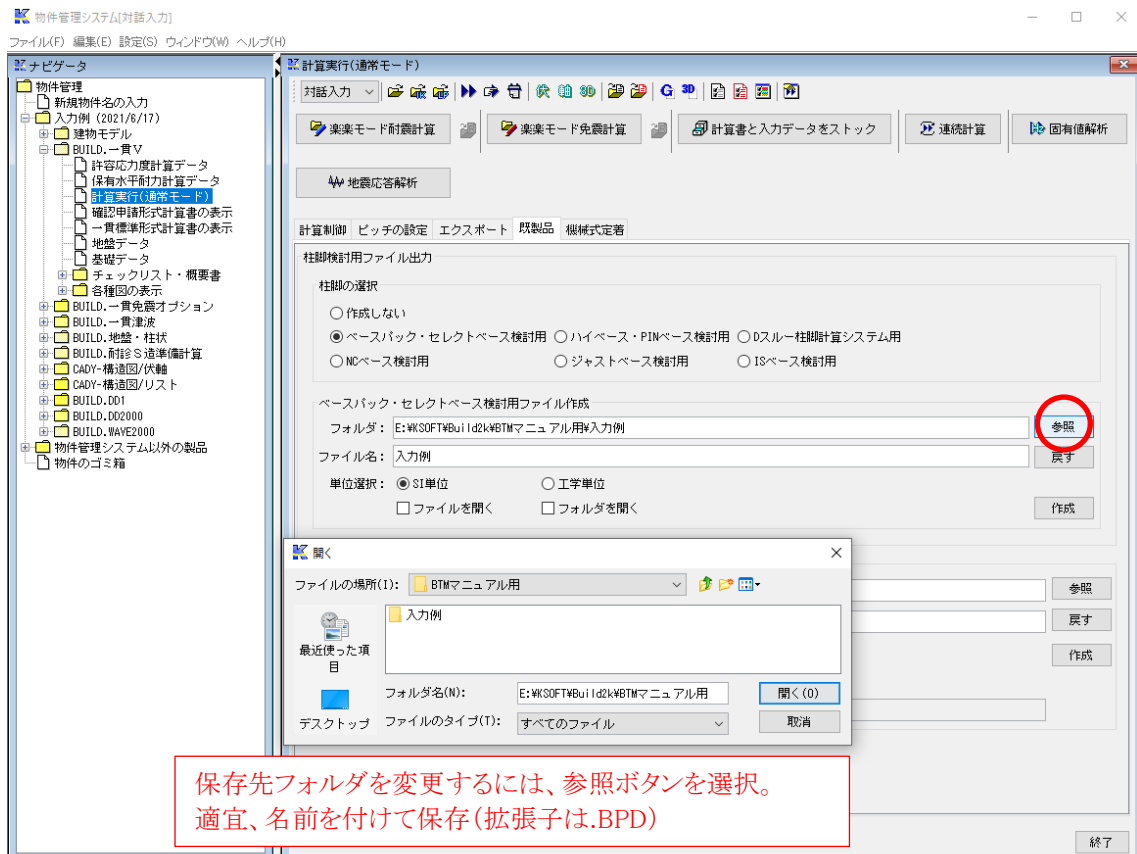 物件管理システム[対話入力]
ファイル(F) 編集(E) 設定(S) ウィンドウ(W) ヘルプ(H)
ナビゲータ
物件管理
新規物件名の入力
入力例 (2021/6/17)
建物モデル
BUILD.一貫Ⅴ
許容応力度計算データ
保有水平耐力計算データ
計算実行(通常モード)
確認申請形式計算書の表示
一貫標準形式計算書の表示
地盤データ
基礎データ
チェックリスト・概要書
各種図の表示
BUILD.一貫免震オプション
BUILD.一貫津波
BUILD.地盤・柱状
BUILD.耐診Ｓ造準備計算
CADY-構造図/伏軸
CADY-構造図/リスト
BUILD.DD1
BUILD.DD2000
BUILD.WAVE2000
物件管理システム以外の製品
物件のゴミ箱
計算実行(通常モード)
対話入力
楽楽モード耐震計算
楽楽モード免震計算
計算書と入力データをストック
連続計算
固有値解析
地震応答解析
計算制御 ピッチの設定 エクスポート 既製品 機械式定着
柱脚検討用ファイル出力
柱脚の選択
作成しない
ベースパック・セレクトベース検討用 ハイベース・PINベース検討用 Dスルー柱脚計算システム用
NCベース検討用 ジャストベース検討用 ISベース検討用
ベースパック・セレクトベース検討用ファイル作成
フォルダ: E:¥KSOFT¥Build2k¥BTMマニュアル用¥入力例 参照
ファイル名: 入力例 戻す
単位選択: SI単位 工学単位
ファイルを開く フォルダを開く 作成
開く
ファイルの場所(I): BTMマニュアル用
入力例
最近使った項目
デスクトップ
フォルダ名(N): E:¥KSOFT¥Build2k¥BTMマニュアル用 開く(O)
ファイルのタイプ(T): すべてのファイル 取消
参照
戻す
作成
保存先フォルダを変更するには、参照ボタンを選択。
適宜、名前を付けて保存(拡張子は.BPD)
終了